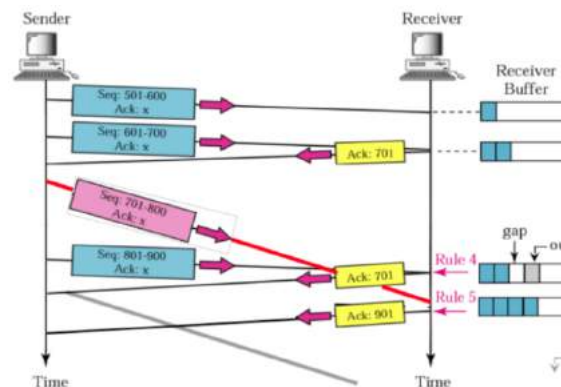 Sender
Receiver
Receiver
Buffer
Seq: 501-600
Ack: x
Seq: 601-700
Ack: x
Ack: 701
Seq: 701-800
Ack: x
gap
Seq: 801-900
Ack: x
Ack: 701
Rule 4
Rule 5
Ack: 901
Time
Time